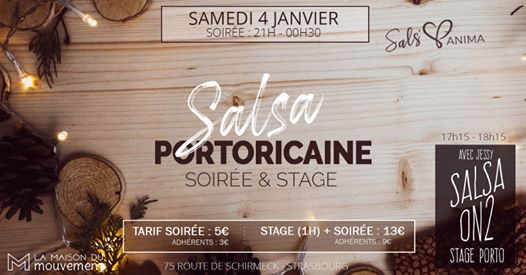 SAMEDI 4 JANVIER
SOIRÉE : 21H - 00H30
Sals' ANIMA
Salsa
PORTORICAINE
SOIRÉE & STAGE
17h15 - 18h15
AVEC JESSY
SALSA
ON2
STAGE PORTO
TARIF SOIRÉE : 5€
ADHÉRENTS : 3€
STAGE (1H) + SOIRÉE : 13€
ADHÉRENTS : 9€
LA MAISON DU
mouvement
75 ROUTE DE SCHIRMECK - STRASBOURG